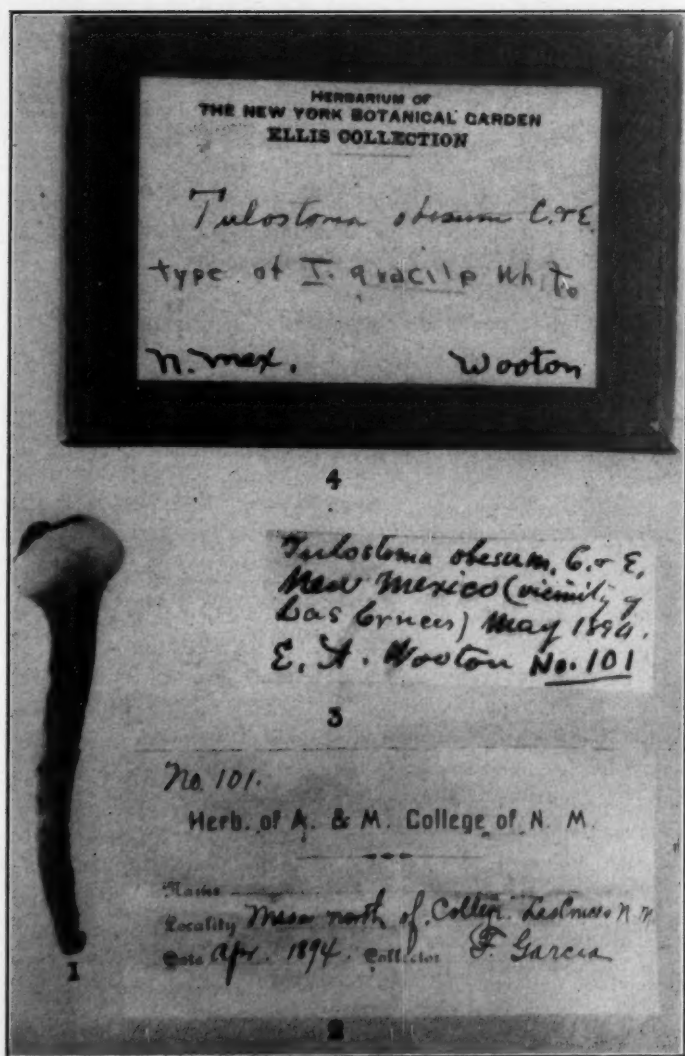 HERBARIUM OF
THE NEW YORK BOTANICAL GARDEN
ELLIS COLLECTION
Tulostoma obesum C. & E.
type of T. gracile White
N. Mex. Wooton
4
Tulostoma obesum, C. & E.
New Mexico (vicinity of
Las Cruces) May 1894.
E. A. Wooton No. 101
3
No. 101.
Herb. of A. & M. College of N. M.
Name
Locality Mesa north of College. Las Cruces N. M.
Date Apr. 1894. Collector F. Garcia
1
2